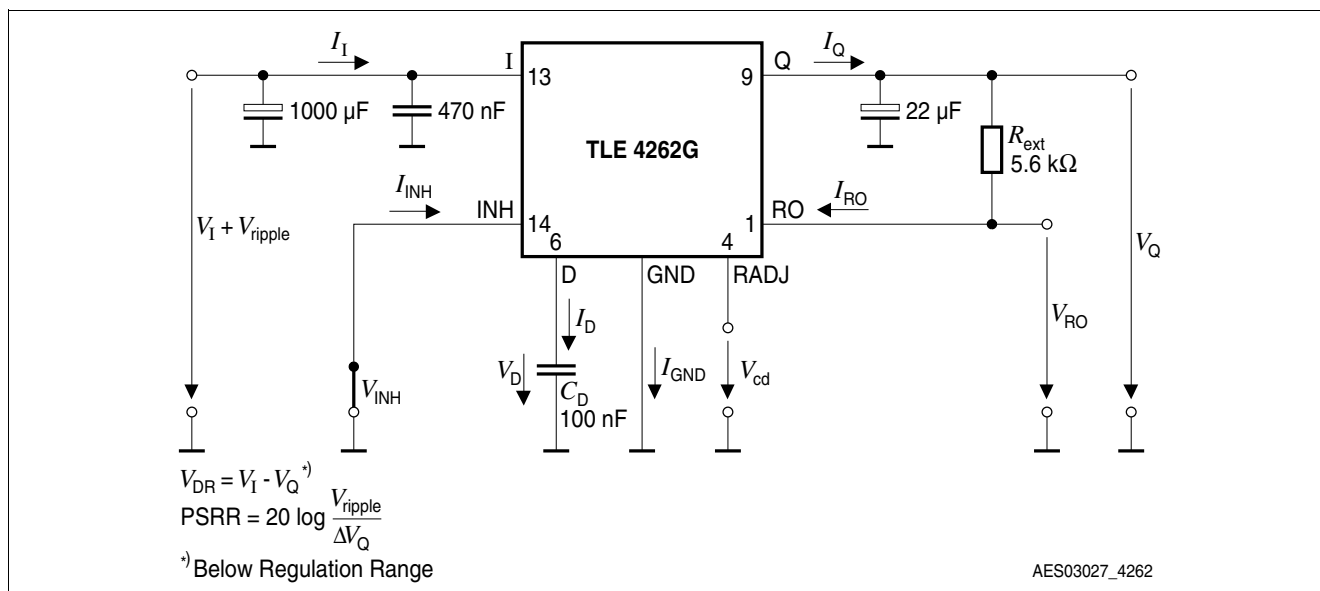 I_I
I
13
1000 µF
470 nF
TLE 4262G
9
Q
I_Q
22 µF
R_ext
5.6 kΩ
I_INH
INH
14
V_I + V_ripple
6
D
GND
4
RADJ
1
RO
I_RO
V_Q
I_D
V_D
C_D
100 nF
I_GND
V_cd
V_RO
V_INH
V_DR = V_I - V_Q *)
PSRR = 20 log V_ripple / ΔV_Q
*) Below Regulation Range
AES03027_4262